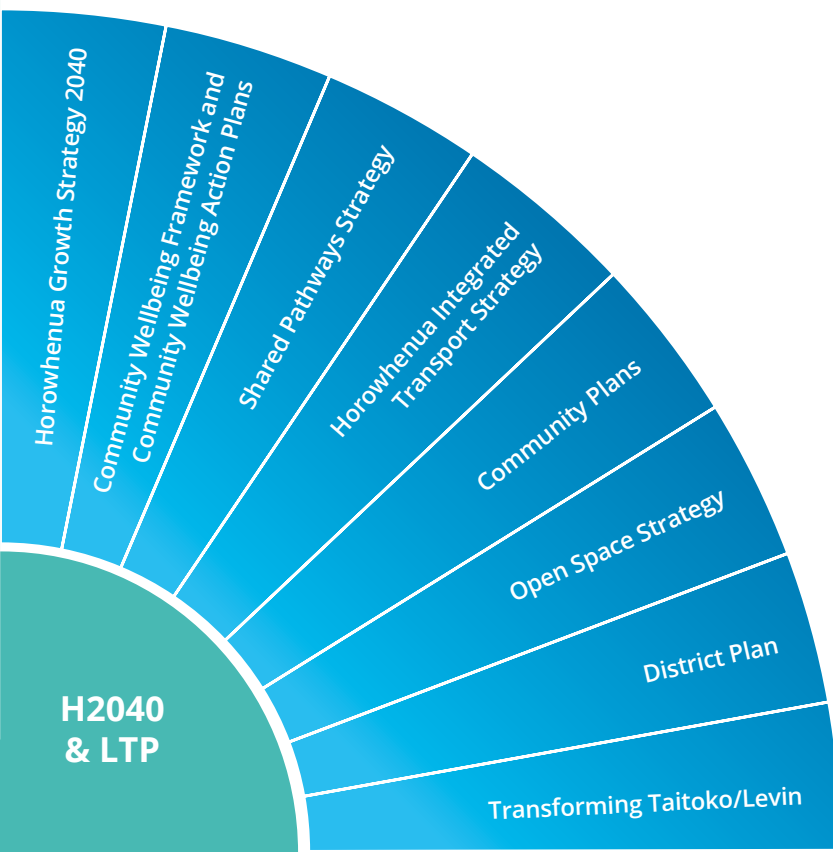 Horowhenua Growth Strategy 2040
Community Wellbeing Framework and
Community Wellbeing Action Plans
Shared Pathways Strategy
Horowhenua Integrated
Transport Strategy
Community Plans
Open Space Strategy
District Plan
Transforming Taitoko/Levin
H2040
& LTP